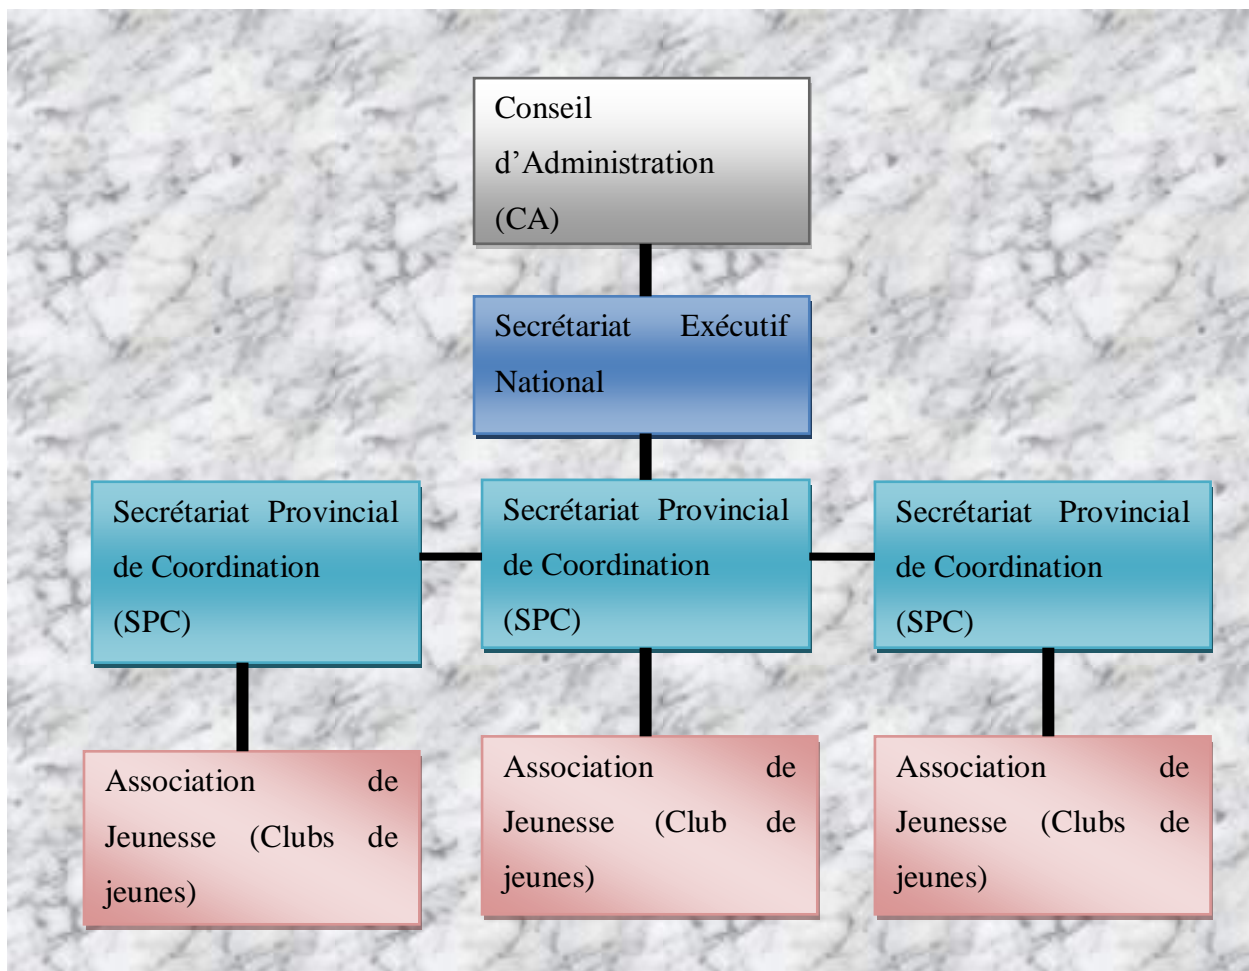 Conseil
d’Administration
(CA)
Secrétariat Exécutif
National
Secrétariat Provincial
de Coordination
(SPC)
Secrétariat Provincial
de Coordination
(SPC)
Secrétariat Provincial
de Coordination
(SPC)
Association de
Jeunesse (Clubs de
jeunes)
Association de
Jeunesse (Club de
jeunes)
Association de
Jeunesse (Clubs de
jeunes)